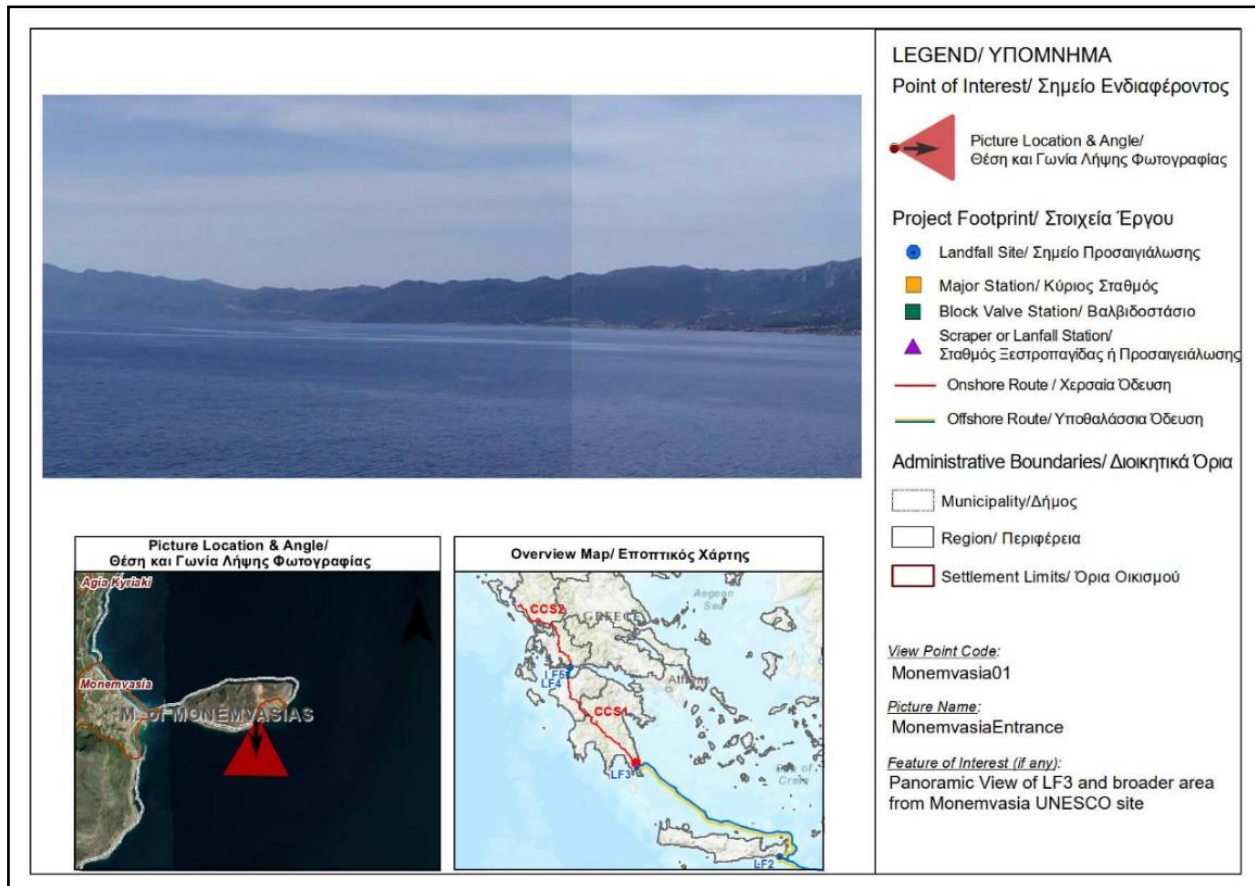 LEGEND/ ΥΠΟΜΝΗΜΑ
Point of Interest/ Σημείο Ενδιαφέροντος
Picture Location & Angle/
Θέση και Γωνία Λήψης Φωτογραφίας
Project Footprint/ Στοιχεία Έργου
Landfall Site/ Σημείο Προσαιγιάλωσης
Major Station/ Κύριος Σταθμός
Block Valve Station/ Βαλβιδοστάσιο
Scraper or Lanfall Station/
Σταθμός Ξεστροπαγίδας ή Προσαιγειάλωσης
Onshore Route / Χερσαία Όδευση
Offshore Route/ Υποθαλάσσια Όδευση
Administrative Boundaries/ Διοικητικά Όρια
Municipality/Δήμος
Region/ Περιφέρεια
Settlement Limits/ Όρια Οικισμού
View Point Code:
Monemvasia01
Picture Name:
MonemvasiaEntrance
Feature of Interest (if any):
Panoramic View of LF3 and broader area
from Monemvasia UNESCO site
Picture Location & Angle/
Θέση και Γωνία Λήψης Φωτογραφίας
Agia Kyriaki
Monemvasia
M. of MONEMVASIAS
Overview Map/ Εποπτικός Χάρτης
Aegean
Sea
CCS2
GREECE
LF5
LF4
Athens
CCS1
LF3
Sea of
Crete
LF2